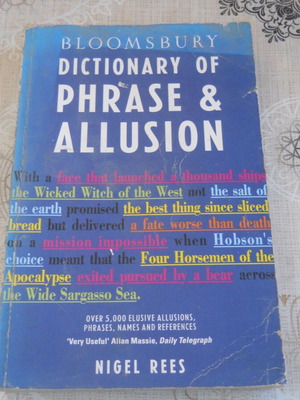 BLOOMSBURY
DICTIONARY OF
PHRASE &
ALLUSION
With a face that launched a thousand ships
the Wicked Witch of the West not the salt of
the earth promised the best thing since sliced
bread but delivered a fate worse than death
on a mission impossible when Hobson's
choice meant that the Four Horsemen of the
Apocalypse exited pursued by a bear across
the Wide Sargasso Sea.
OVER 5,000 ELUSIVE ALLUSIONS,
PHRASES, NAMES AND REFERENCES
'Very Useful' Allan Massie, Daily Telegraph
NIGEL REES